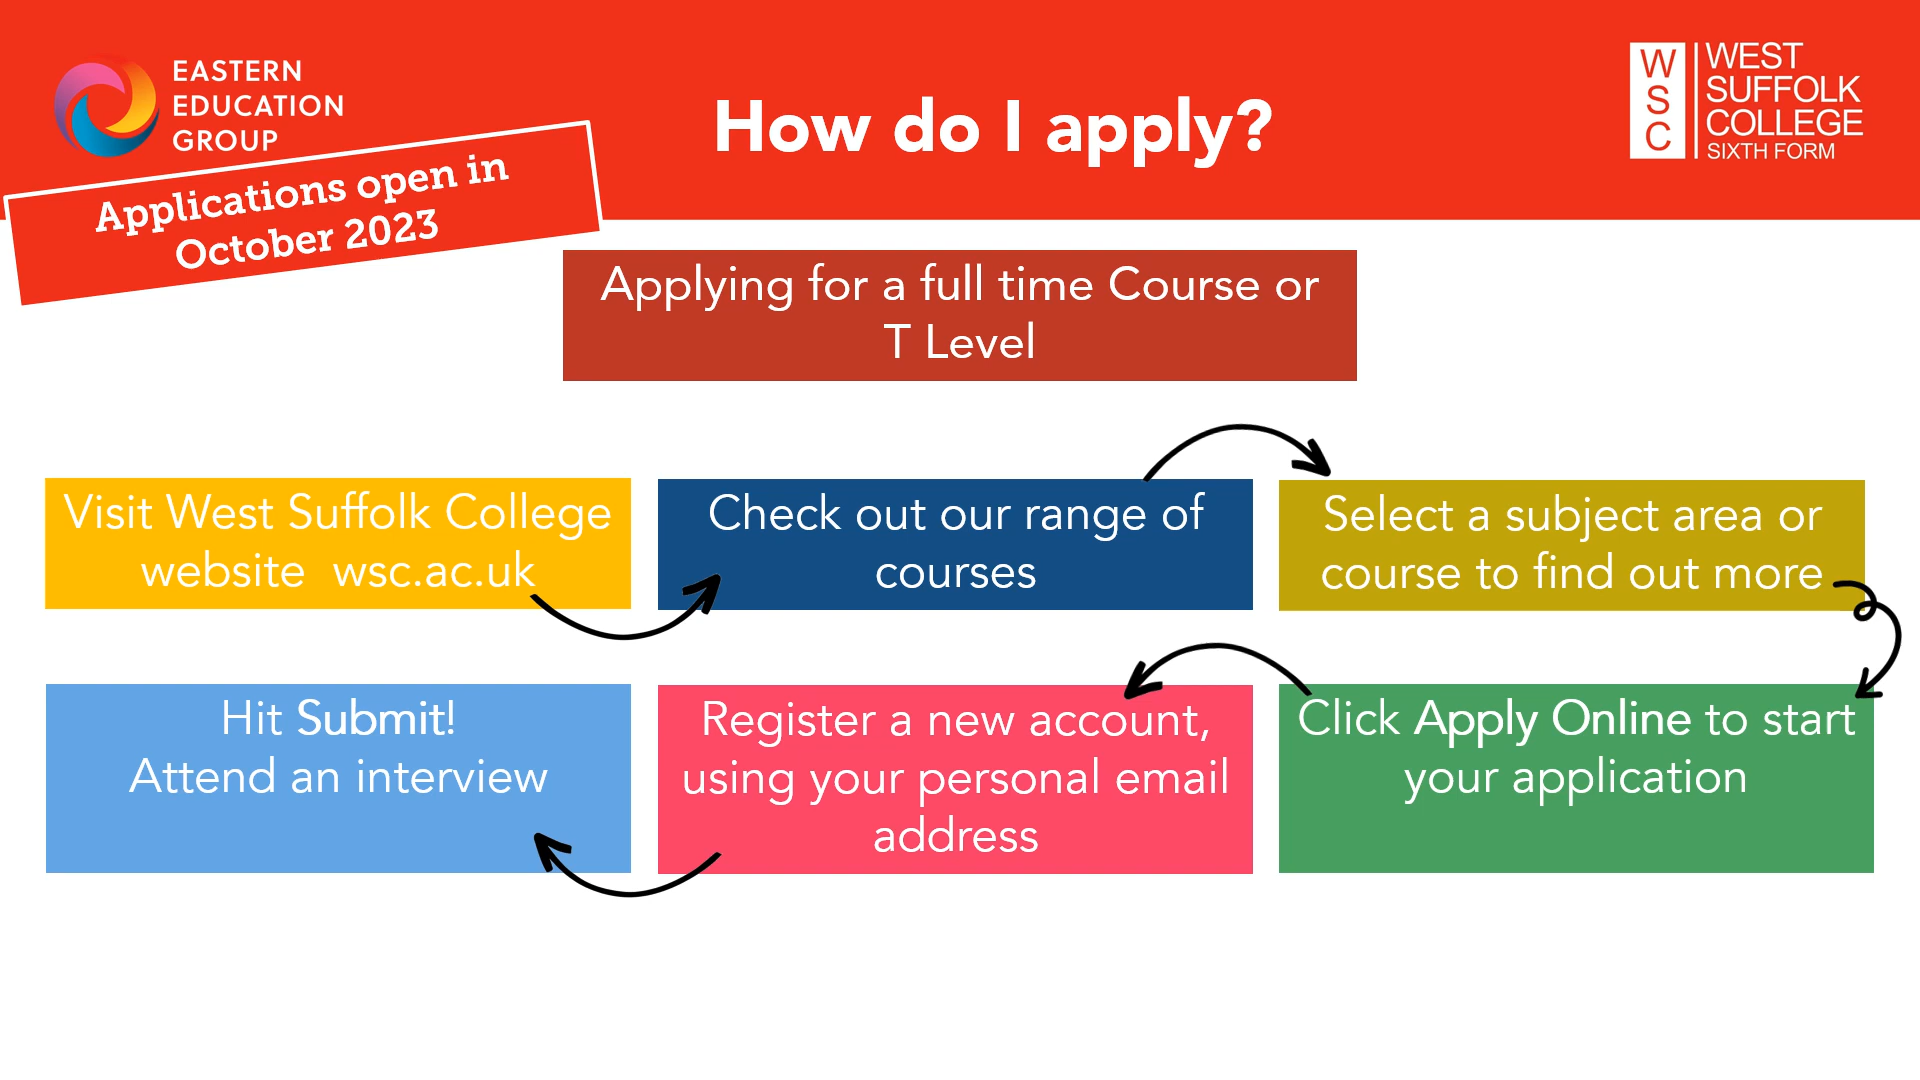 EASTERN
EDUCATION
GROUP
How do I apply?
W
S
C
WEST
SUFFOLK
COLLEGE
SIXTH FORM
Applications open in
October 2023
Applying for a full time Course or
T Level
Visit West Suffolk College
website wsc.ac.uk
Check out our range of
courses
Select a subject area or
course to find out more
Click Apply Online to start
your application
Register a new account,
using your personal email
address
Hit Submit!
Attend an interview